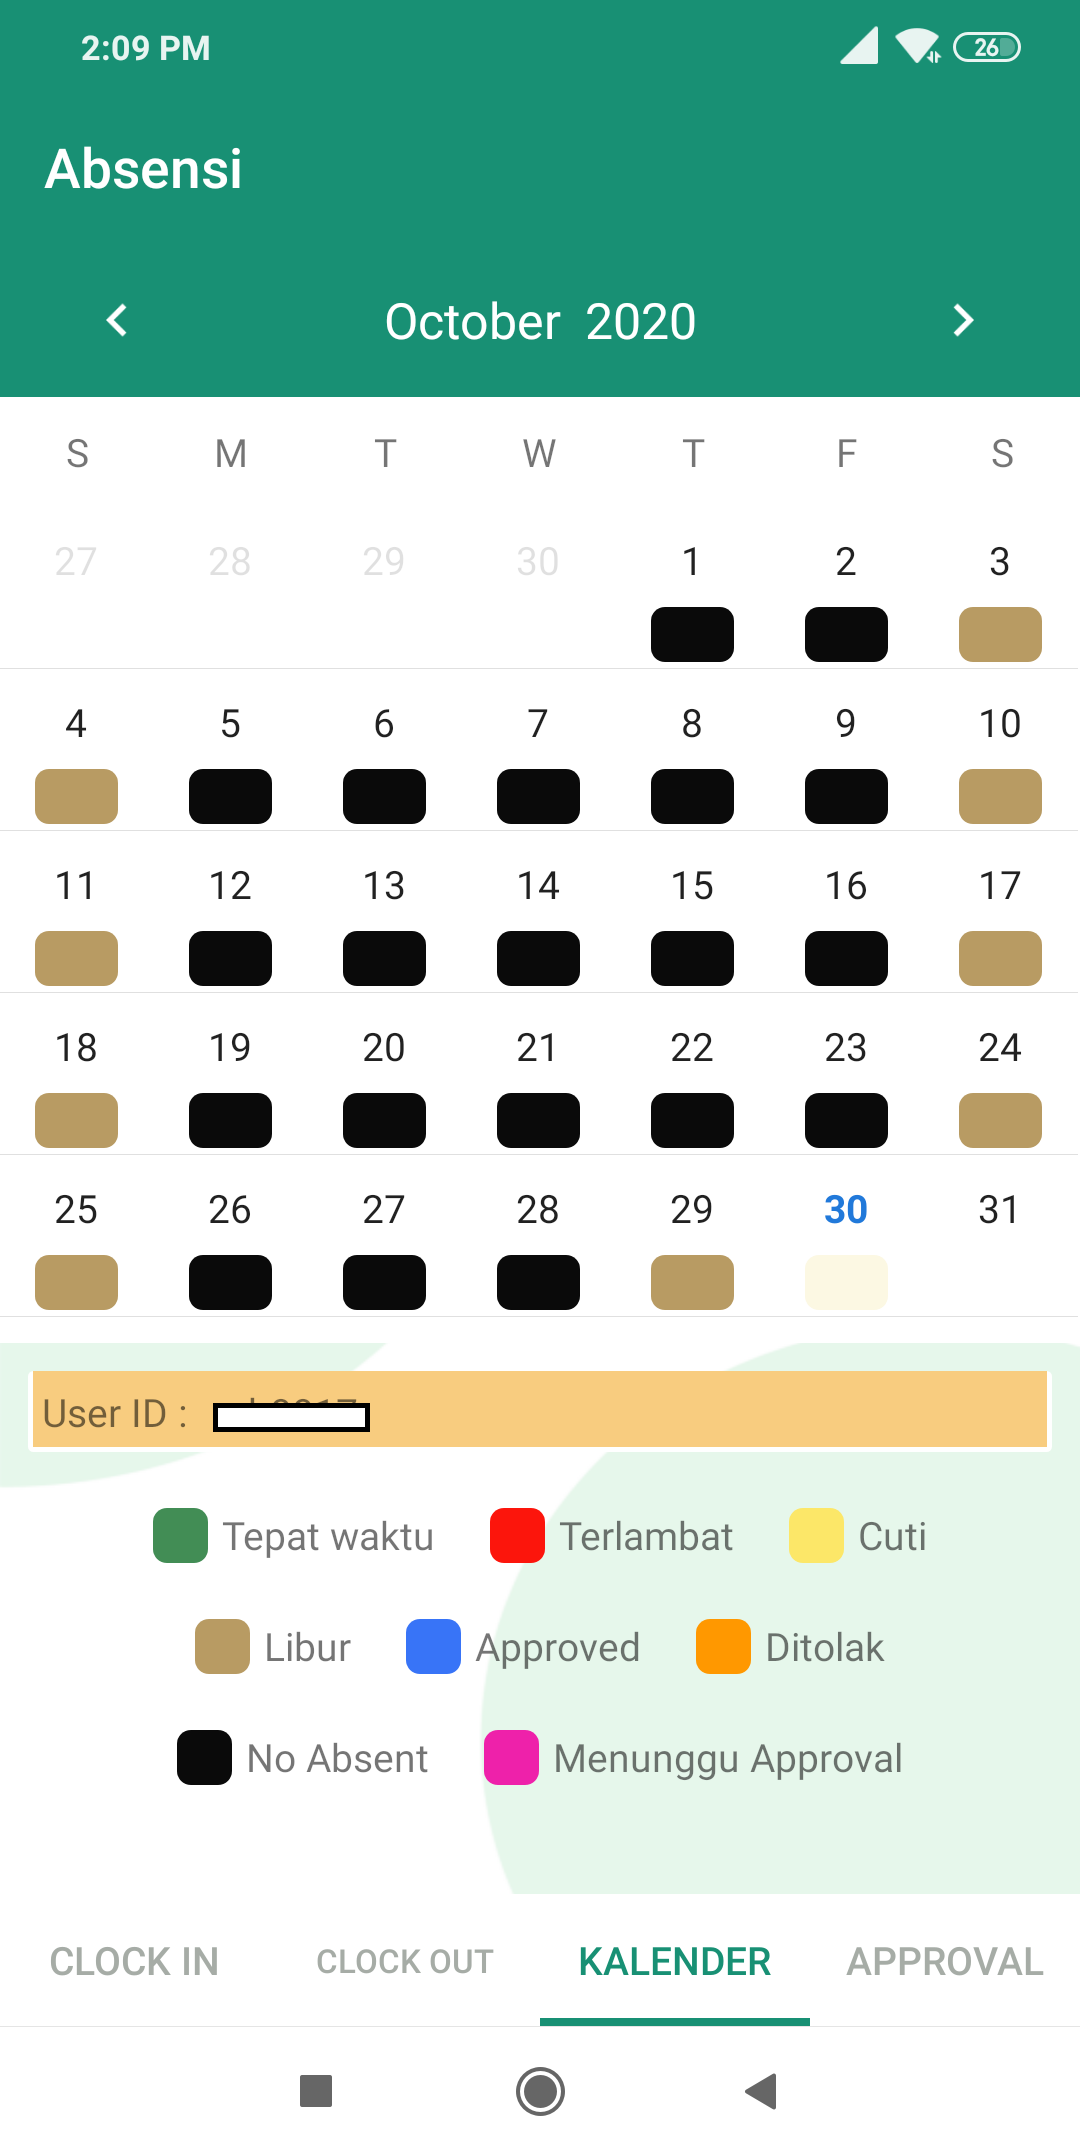 2:09 PM 26
Absensi
October 2020
S M T W T F S
27 28 29 30 1 2 3
4 5 6 7 8 9 10
11 12 13 14 15 16 17
18 19 20 21 22 23 24
25 26 27 28 29 30 31
User ID :
Tepat waktu Terlambat Cuti
Libur Approved Ditolak
No Absent Menunggu Approval
CLOCK IN CLOCK OUT KALENDER APPROVAL